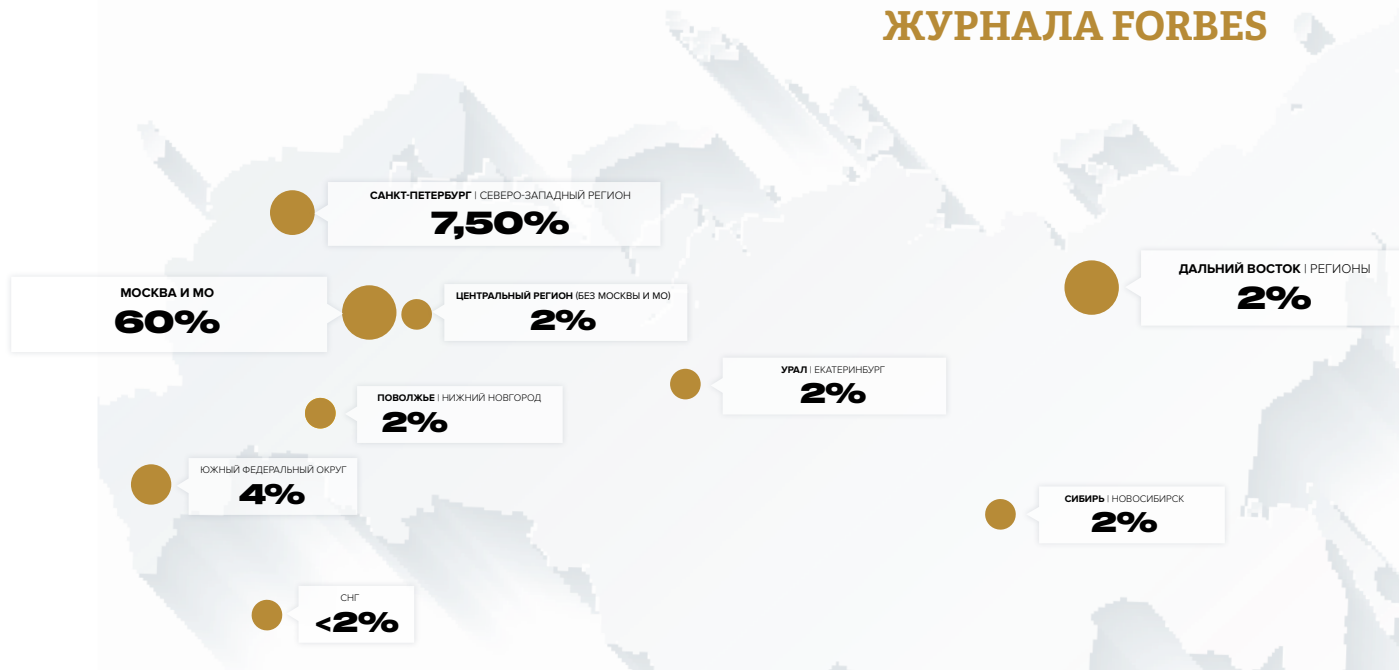 ЖУРНАЛА FORBES
САНКТ-ПЕТЕРБУРГ | СЕВЕРО-ЗАПАДНЫЙ РЕГИОН
7,50%
МОСКВА И МО
60%
ЦЕНТРАЛЬНЫЙ РЕГИОН (БЕЗ МОСКВЫ И МО)
2%
ДАЛЬНИЙ ВОСТОК | РЕГИОНЫ
2%
УРАЛ | ЕКАТЕРИНБУРГ
2%
ПОВОЛЖЬЕ | НИЖНИЙ НОВГОРОД
2%
ЮЖНЫЙ ФЕДЕРАЛЬНЫЙ ОКРУГ
4%
СИБИРЬ | НОВОСИБИРСК
2%
СНГ
<2%